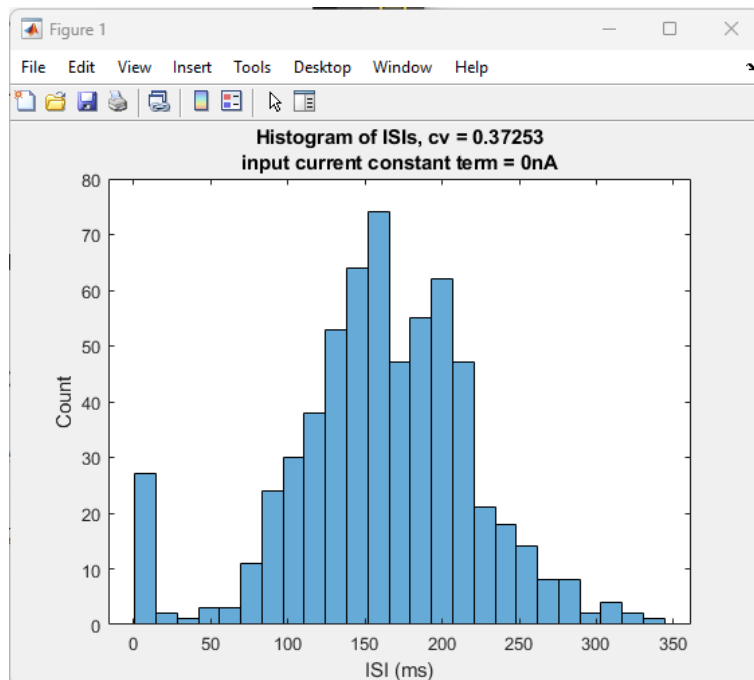 Figure 1
File Edit View Insert Tools Desktop Window Help
Histogram of ISIs, cv = 0.37253
input current constant term = 0nA
80
70
60
50
40
30
20
10
0
Count
0 50 100 150 200 250 300 350
ISI (ms)